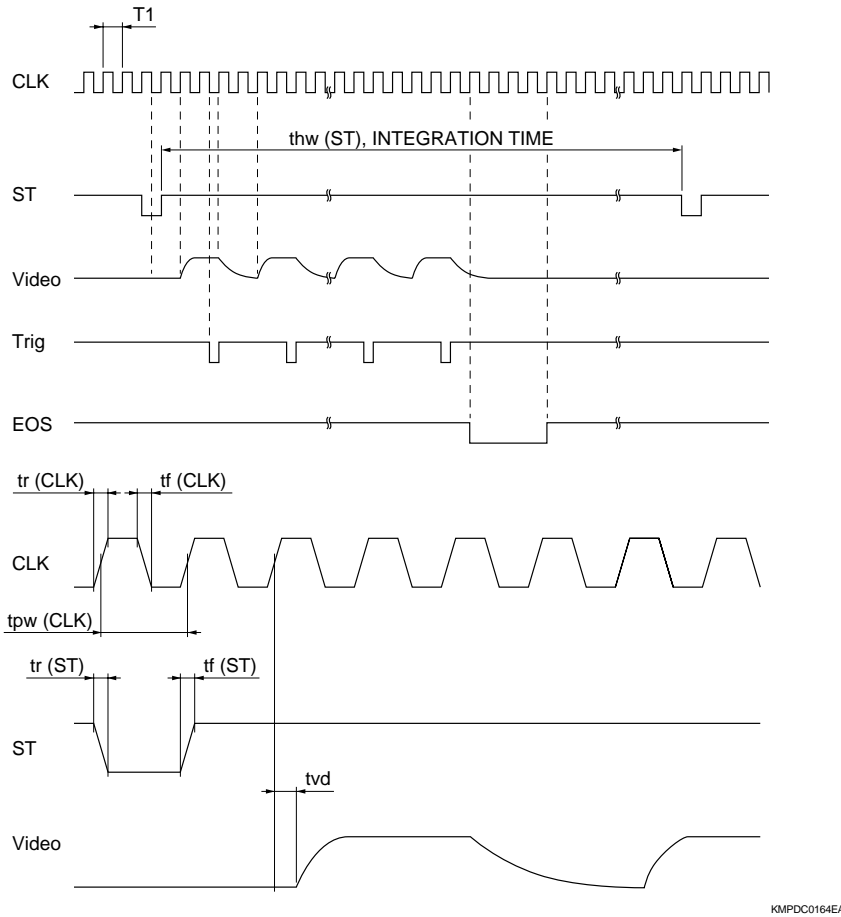 T1
CLK
thw (ST), INTEGRATION TIME
ST
Video
Trig
EOS
tr (CLK) tf (CLK)
CLK
tpw (CLK)
tr (ST) tf (ST)
ST
tvd
Video
KMPDC0164EA